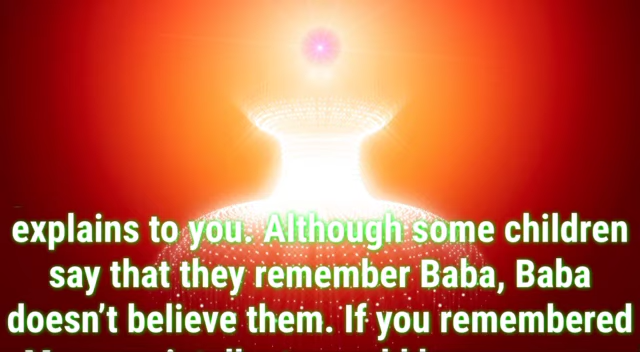 explains to you. Although some children
say that they remember Baba, Baba
doesn’t believe them. If you remembered